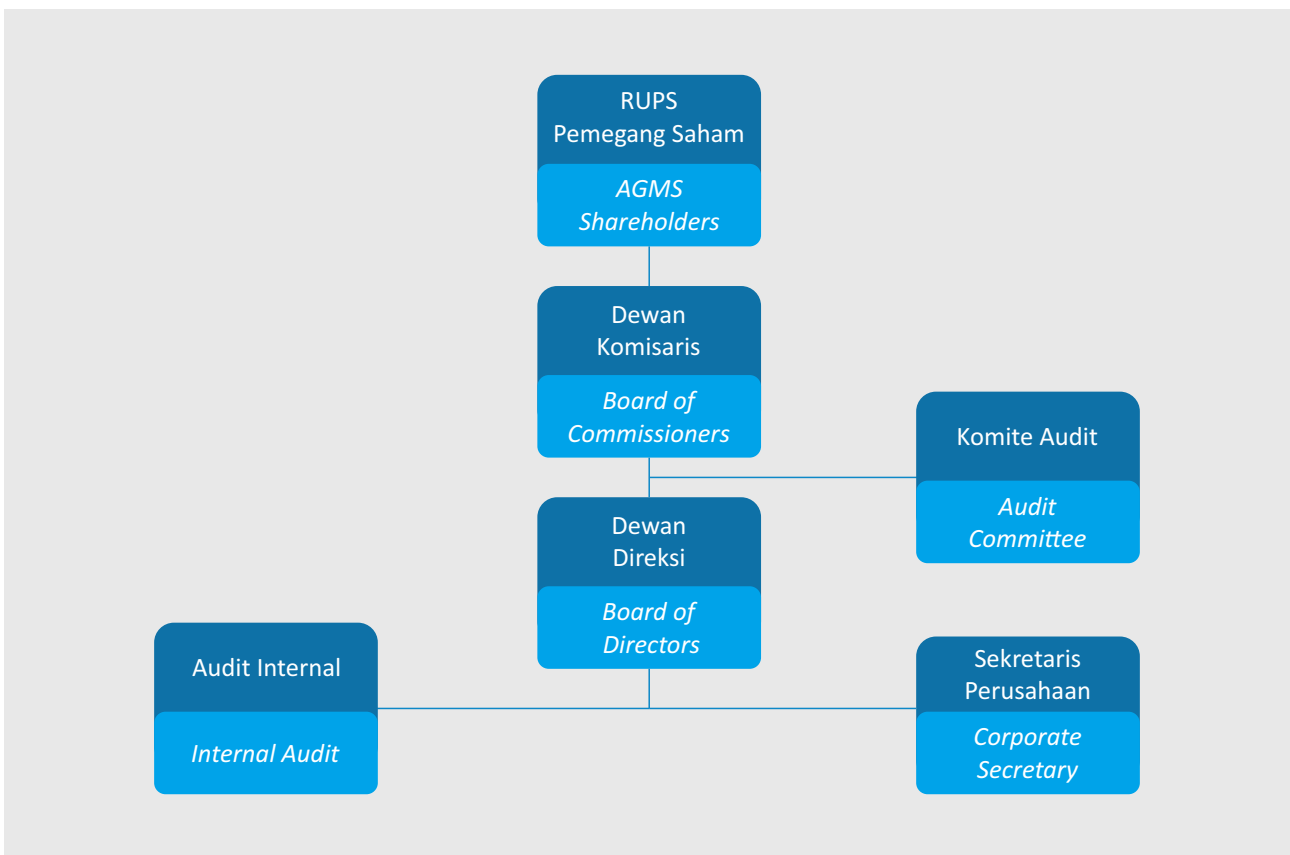 RUPS
Pemegang Saham
AGMS
Shareholders
Dewan
Komisaris
Board of
Commissioners
Komite Audit
Audit
Committee
Dewan
Direksi
Board of
Directors
Audit Internal
Internal Audit
Sekretaris
Perusahaan
Corporate
Secretary